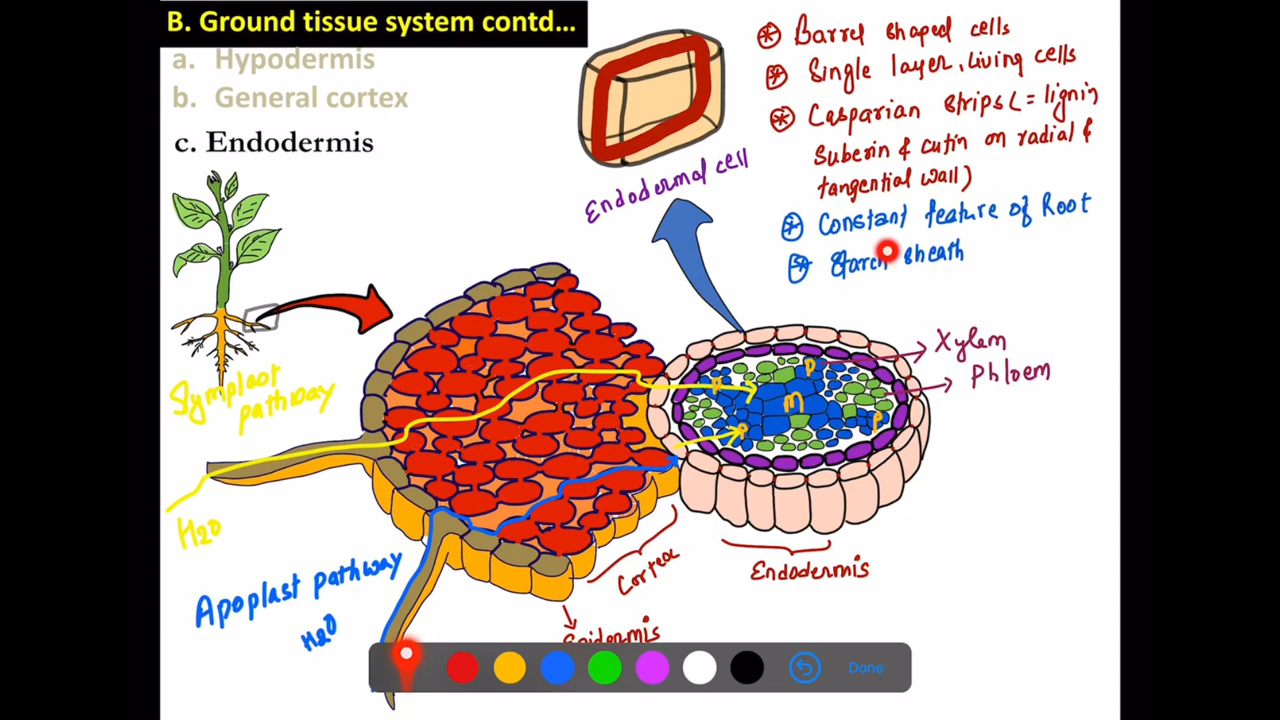 B. Ground tissue system contd...
a. Hypodermis
b. General cortex
c. Endodermis
Barrel shaped cells
Single layer, Living cells
Casparian strips (= lignin
Suberin & cutin on radial &
tangential wall)
Constant feature of Root
Starch sheath
Endodermal cell
Xylem
Phloem
Symplast
pathway
P
P
M
P
P
H2O
Apoplast pathway
H2O
Cortex
Endodermis
Epidermis
Done